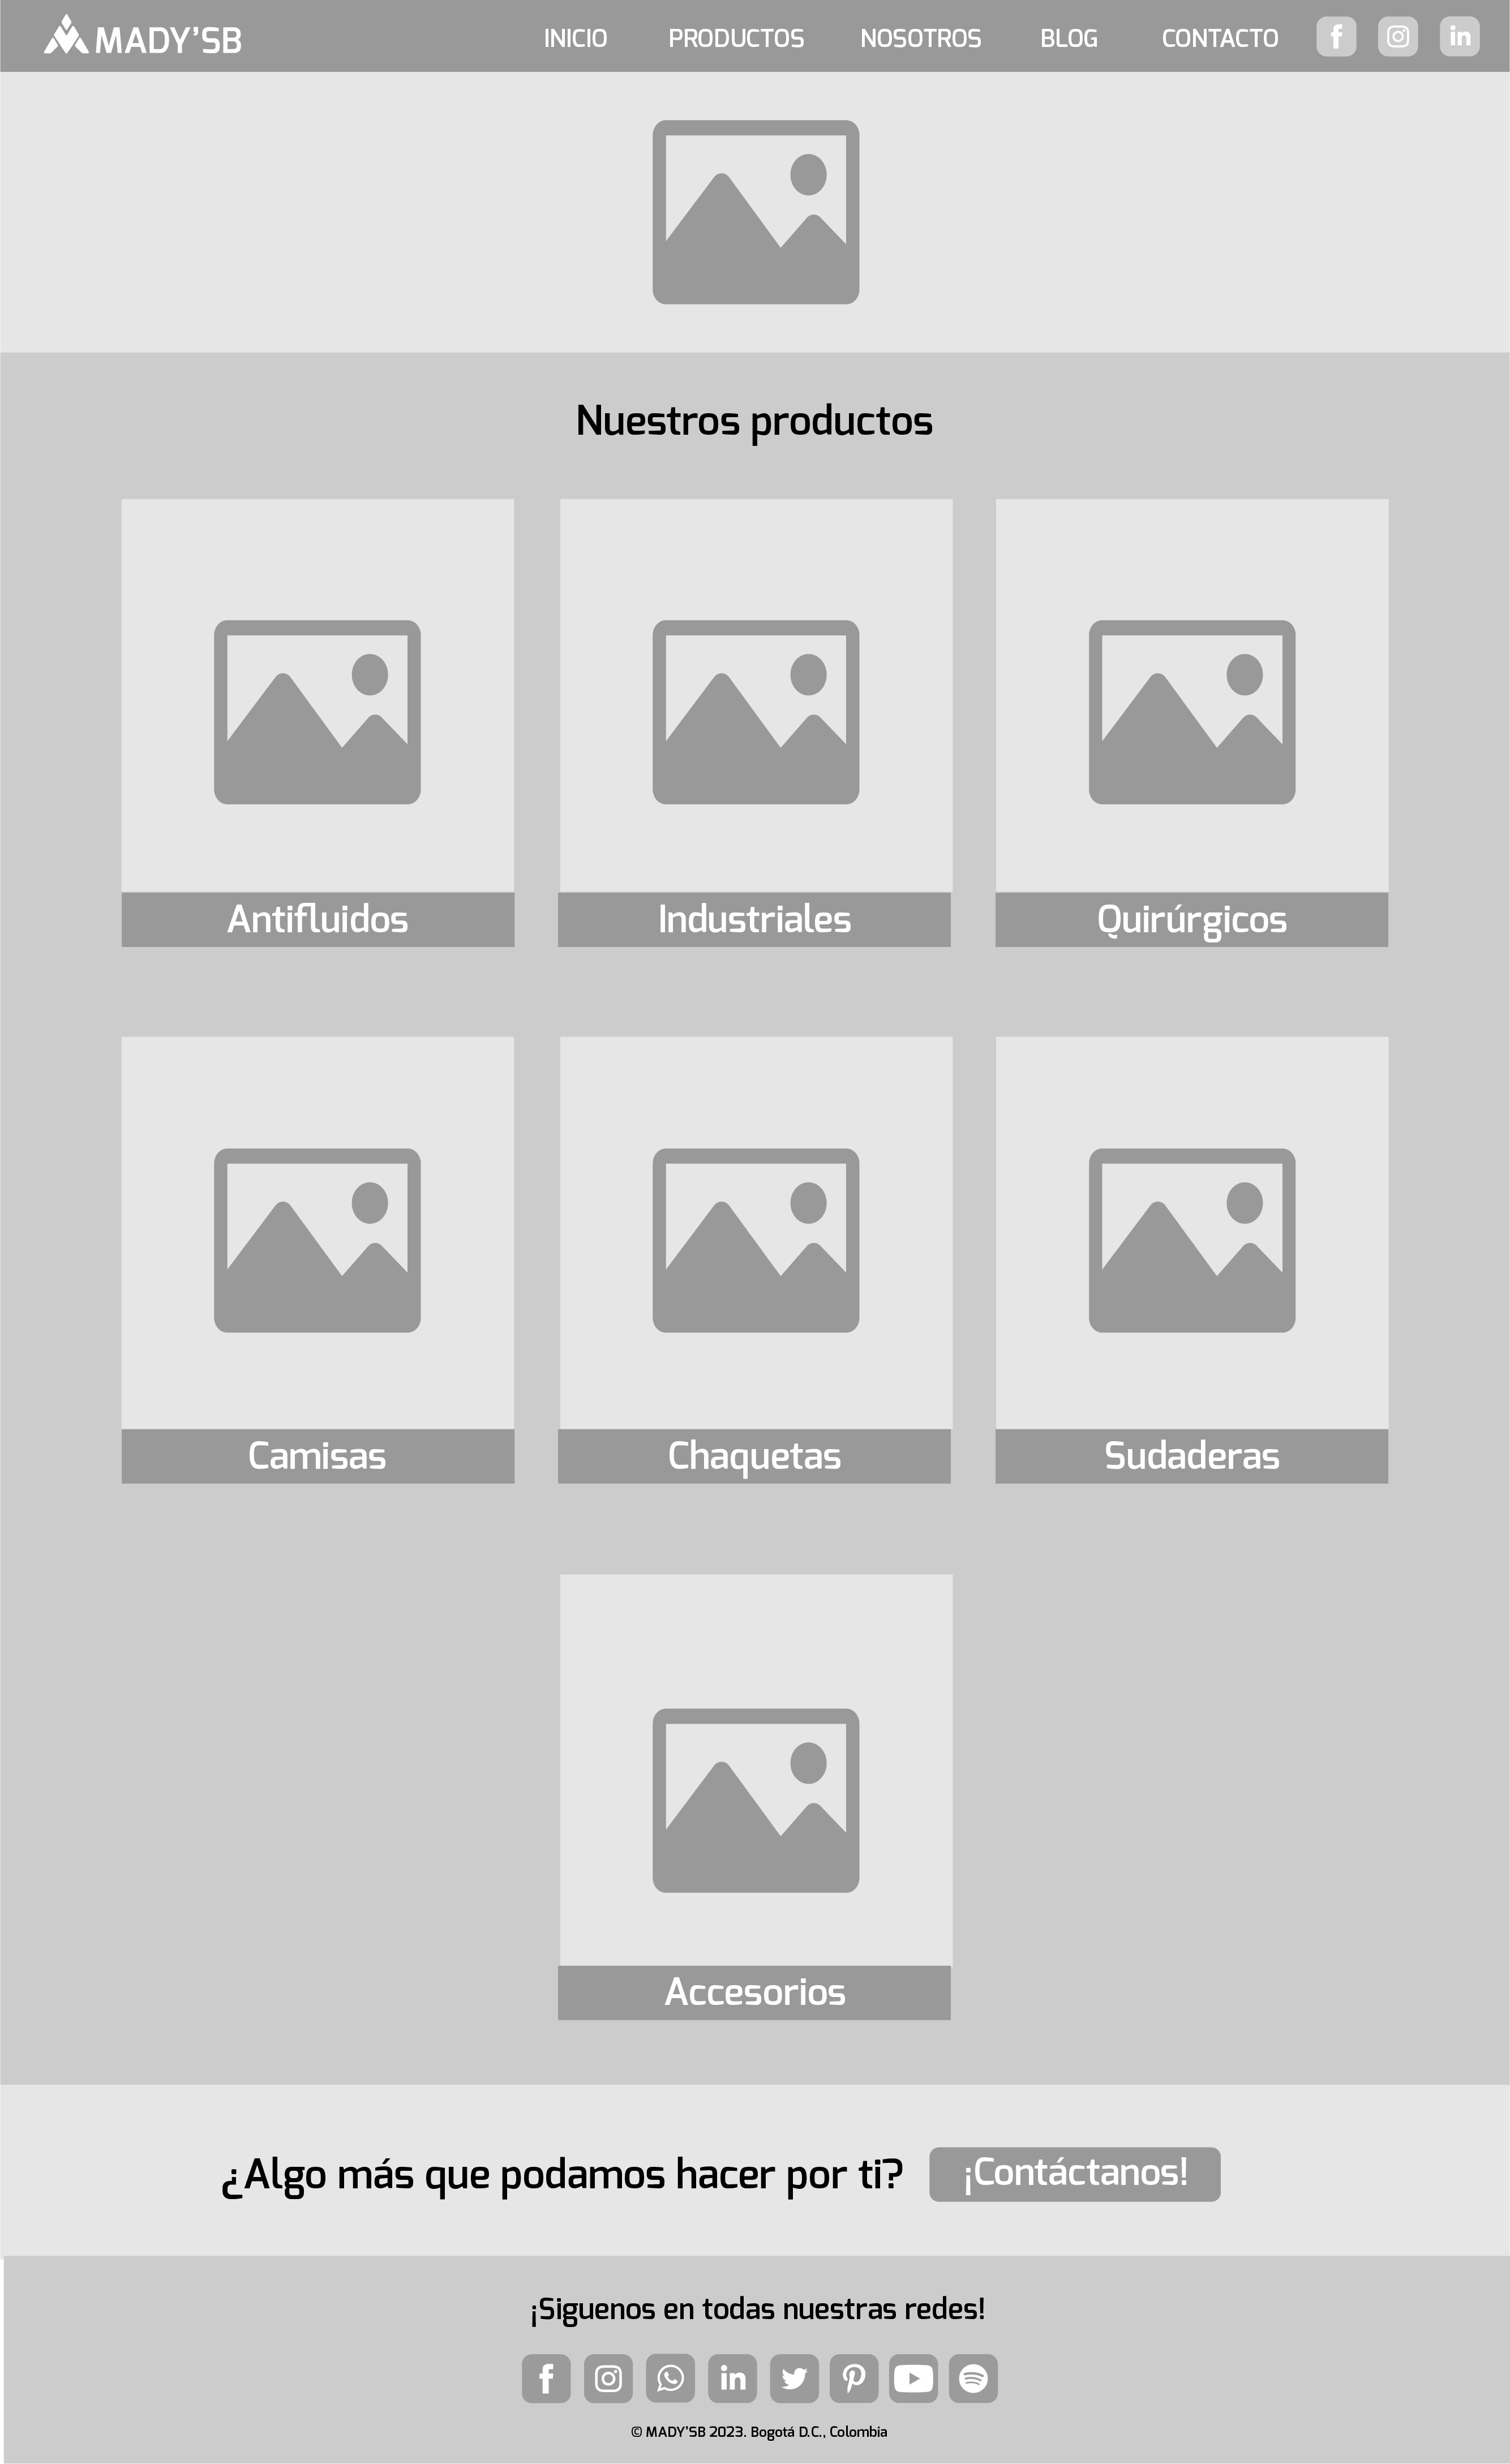 MADY'SB INICIO PRODUCTOS NOSOTROS BLOG CONTACTO
Nuestros productos
Antifluidos Industriales Quirúrgicos
Camisas Chaquetas Sudaderas
Accesorios
¿Algo más que podamos hacer por ti? ¡Contáctanos!
¡Siguenos en todas nuestras redes!
© MADY'SB 2023. Bogotá D.C., Colombia